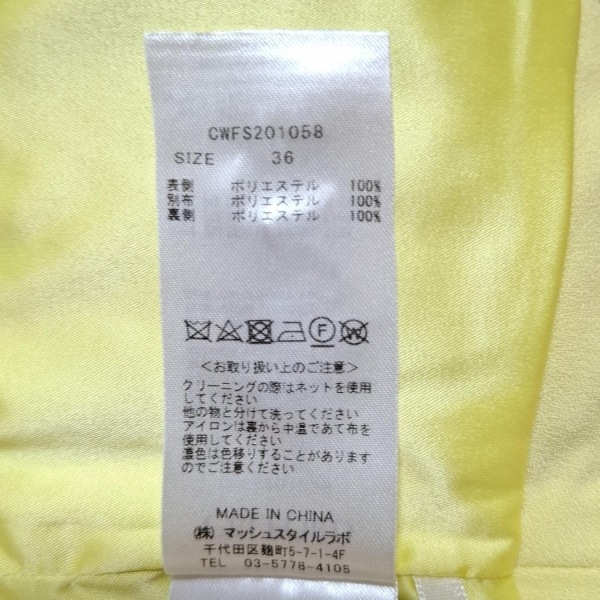 CWFS201058
SIZE 36
表側 ポリエステル 100%
別布 ポリエステル 100%
裏側 ポリエステル 100%
F W
<お取り扱い上のご注意>
クリーニングの際はネットを使用
してください
他の物と分けて洗ってください
アイロンは裏から中温であて布を
使用してください
濃色は色移りすることがあります
のでご注意ください
MADE IN CHINA
(株) マッシュスタイルラボ
千代田区麹町5-7-1-4F
TEL 03-5778-4105